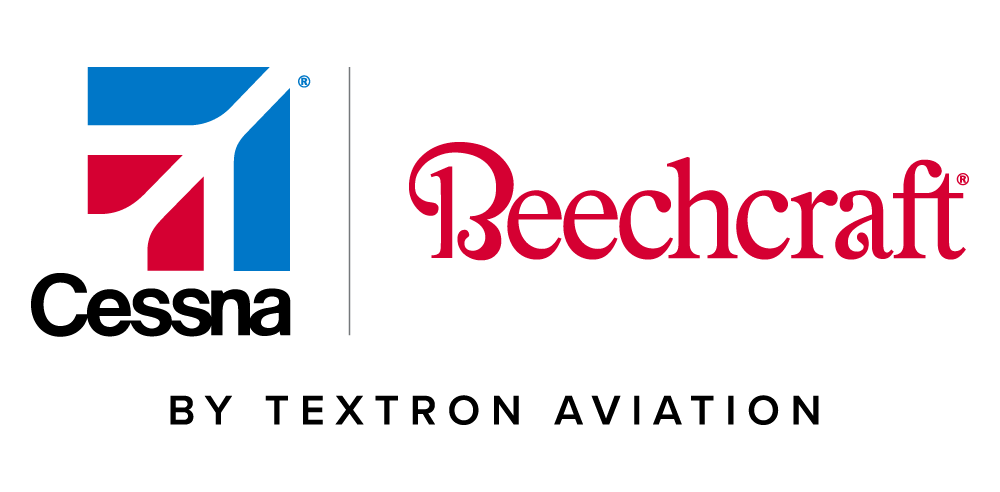 Cessna®
Beechcraft®
BY TEXTRON AVIATION